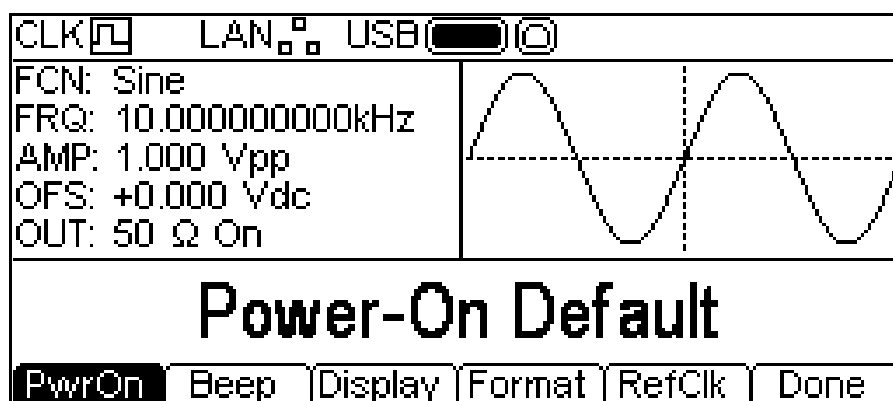 CLK LAN USB
FCN: Sine
FRQ: 10.000000000kHz
AMP: 1.000 Vpp
OFS: +0.000 Vdc
OUT: 50 Ω On
Power-On Default
PwrOn Beep Display Format RefClk Done